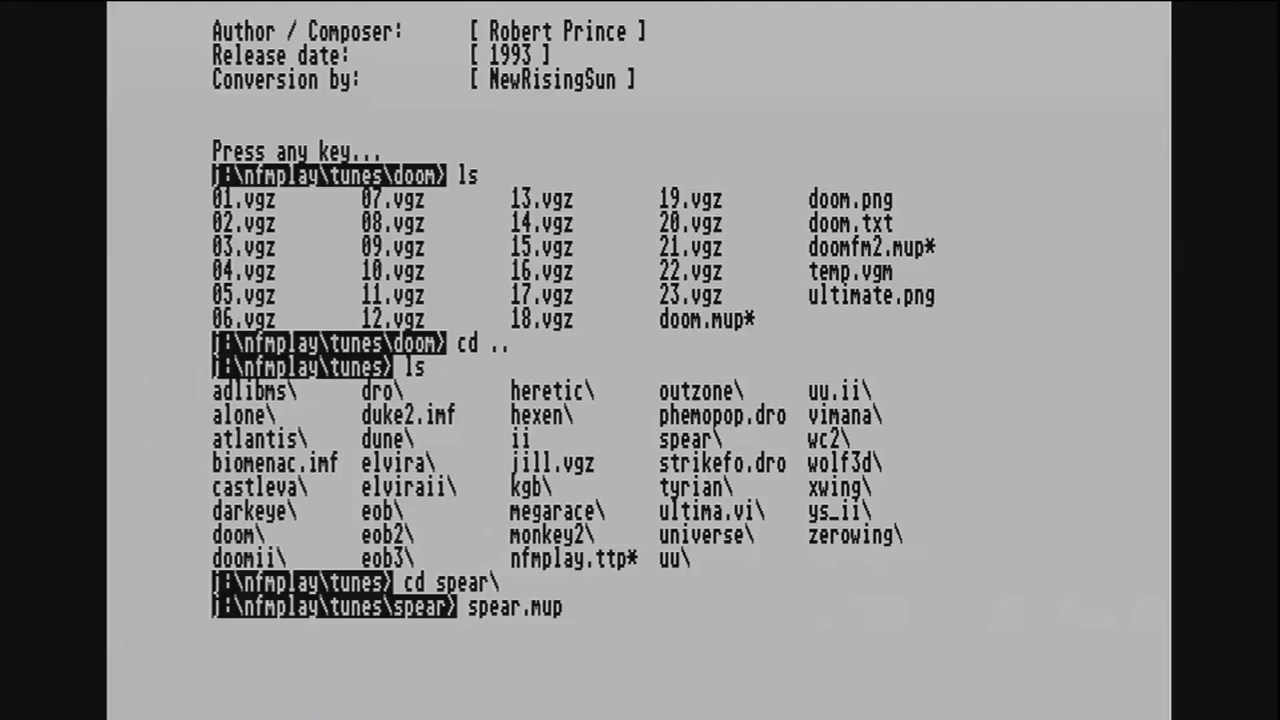 Author / Composer: [ Robert Prince ]
Release date: [ 1993 ]
Conversion by: [ NewRisingSun ]
Press any key...
j:\nfmplay\tunes\doom> ls
01.vgz 07.vgz 13.vgz 19.vgz doom.png
02.vgz 08.vgz 14.vgz 20.vgz doom.txt
03.vgz 09.vgz 15.vgz 21.vgz doomfm2.mup*
04.vgz 10.vgz 16.vgz 22.vgz temp.vgm
05.vgz 11.vgz 17.vgz 23.vgz ultimate.png
06.vgz 12.vgz 18.vgz doom.mup*
j:\nfmplay\tunes\doom> cd ..
j:\nfmplay\tunes> ls
adlibms\ dro\ heretic\ outzone\ uu.ii\
alone\ duke2.imf hexen\ phemopop.dro vimana\
atlantis\ dune\ ii spear\ wc2\
biomenac.imf elvira\ jill.vgz strikefo.dro wolf3d\
castleva\ elviraii\ kgb\ tyrian\ xwing\
darkeye\ eob\ megarace\ ultima.vi\ ys_ii\
doom\ eob2\ monkey2\ universe\ zerowing\
doomii\ eob3\ nfmplay.ttp* uu\
j:\nfmplay\tunes> cd spear\
j:\nfmplay\tunes\spear> spear.mup